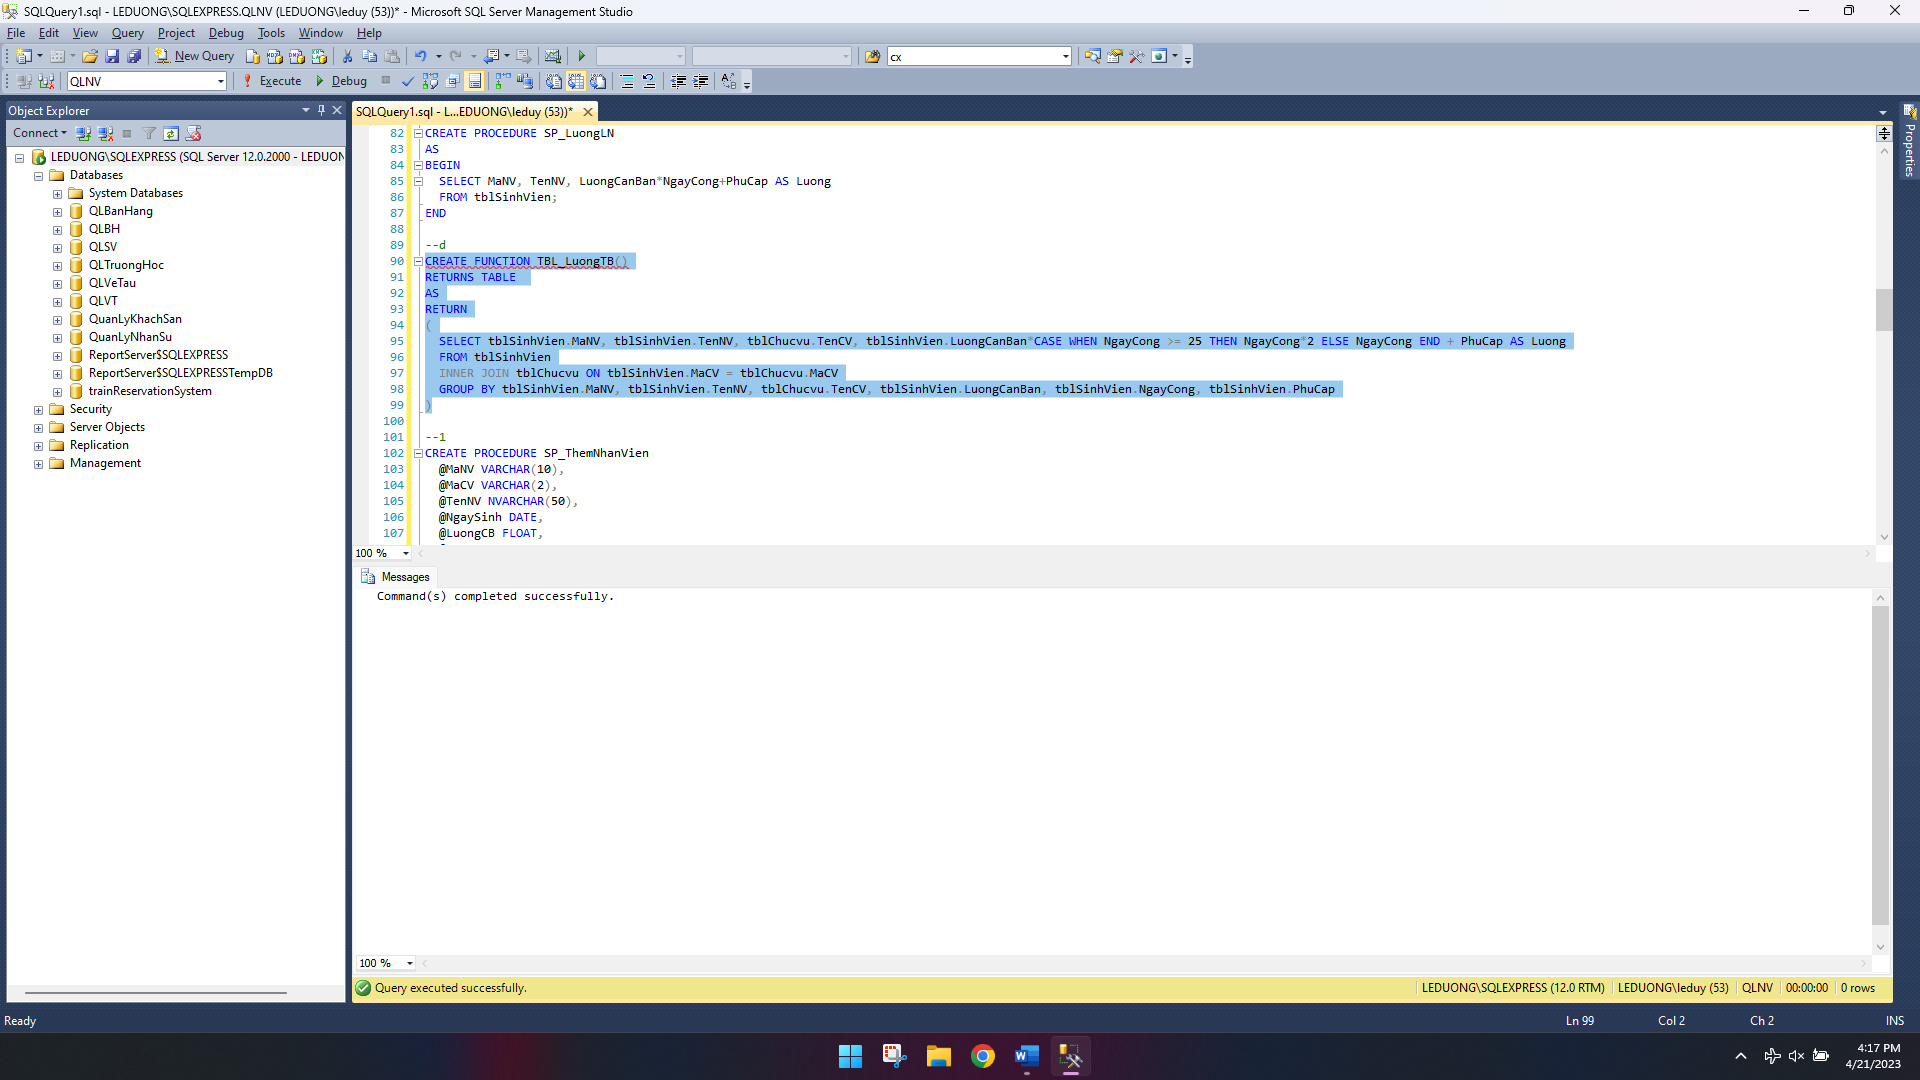 SQLQuery1.sql - LEDUONG\SQLEXPRESS.QLNV (LEDUONG\leduy (53))* - Microsoft SQL Server Management Studio
File Edit View Query Project Debug Tools Window Help
New Query cx
QLNV Execute Debug
Object Explorer
Connect
LEDUONG\SQLEXPRESS (SQL Server 12.0.2000 - LEDUON
Databases
System Databases
QLBanHang
QLBH
QLSV
QLTruongHoc
QLVeTau
QLVT
QuanLyKhachSan
QuanLyNhanSu
ReportServer$SQLEXPRESS
ReportServer$SQLEXPRESSTempDB
trainReservationSystem
Security
Server Objects
Replication
Management
SQLQuery1.sql - L...EDUONG\leduy (53))*
82 CREATE PROCEDURE SP_LuongLN
83 AS
84 BEGIN
85 SELECT MaNV, TenNV, LuongCanBan*NgayCong+PhuCap AS Luong
86 FROM tblSinhVien;
87 END
88
89 --d
90 CREATE FUNCTION TBL_LuongTB()
91 RETURNS TABLE
92 AS
93 RETURN
94 (
95 SELECT tblSinhVien.MaNV, tblSinhVien.TenNV, tblChucvu.TenCV, tblSinhVien.LuongCanBan*CASE WHEN NgayCong >= 25 THEN NgayCong*2 ELSE NgayCong END + PhuCap AS Luong
96 FROM tblSinhVien
97 INNER JOIN tblChucvu ON tblSinhVien.MaCV = tblChucvu.MaCV
98 GROUP BY tblSinhVien.MaNV, tblSinhVien.TenNV, tblChucvu.TenCV, tblSinhVien.LuongCanBan, tblSinhVien.NgayCong, tblSinhVien.PhuCap
99 )
100
101 --1
102 CREATE PROCEDURE SP_ThemNhanVien
103 @MaNV VARCHAR(10),
104 @MaCV VARCHAR(2),
105 @TenNV NVARCHAR(50),
106 @NgaySinh DATE,
107 @LuongCB FLOAT,
100 %
Messages
Command(s) completed successfully.
100 %
Query executed successfully. LEDUONG\SQLEXPRESS (12.0 RTM) LEDUONG\leduy (53) QLNV 00:00:00 0 rows
Properties
Ready Ln 99 Col 2 Ch 2 INS
4:17 PM
4/21/2023